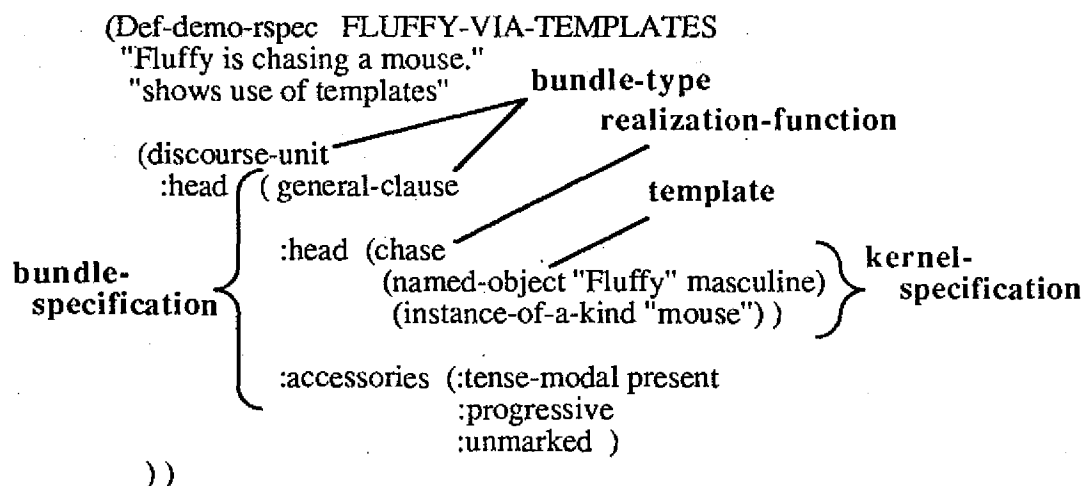 (Def-demo-rspec FLUFFY-VIA-TEMPLATES
"Fluffy is chasing a mouse."
"shows use of templates"
bundle-type
realization-function
(discourse-unit
:head ( general-clause
template
:head (chase
(named-object "Fluffy" masculine)
(instance-of-a-kind "mouse") )
bundle-
specification
kernel-
specification
:accessories (:tense-modal present
:progressive
:unmarked )
) )